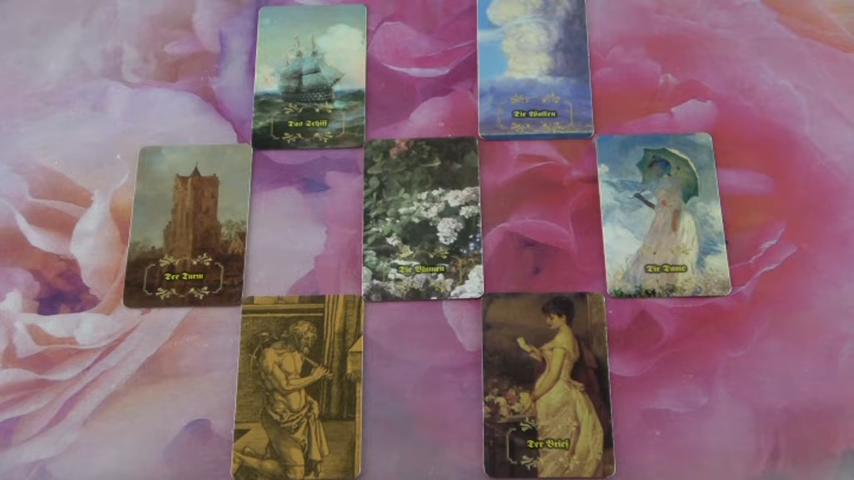 Das Schiff
Die Wolken
Der Turm
Die Blumen
Die Dame
Der Brief